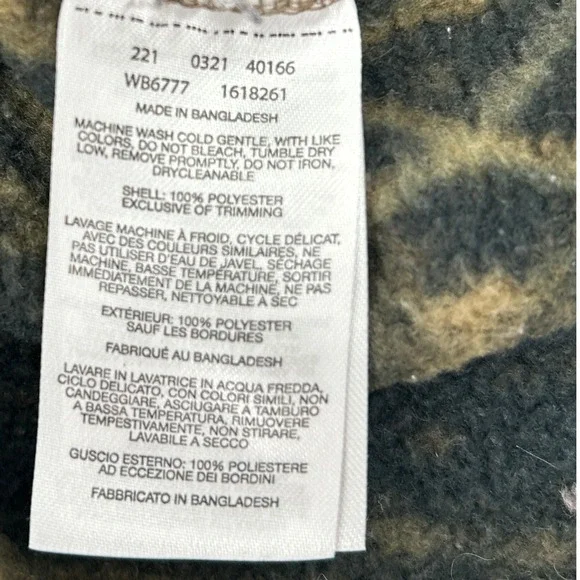 221 0321 40166
WB6777 1618261
MADE IN BANGLADESH
MACHINE WASH COLD GENTLE, WITH LIKE
COLORS, DO NOT BLEACH, TUMBLE DRY
LOW, REMOVE PROMPTLY, DO NOT IRON,
DRYCLEANABLE
SHELL: 100% POLYESTER
EXCLUSIVE OF TRIMMING
LAVAGE MACHINE À FROID, CYCLE DÉLICAT,
AVEC DES COULEURS SIMILAIRES, NE
PAS UTILISER D'EAU DE JAVEL, SÉCHAGE
MACHINE, BASSE TEMPÉRATURE, SORTIR
IMMÉDIATEMENT DE LA MACHINE, NE PAS
REPASSER, NETTOYABLE À SEC
EXTÉRIEUR: 100% POLYESTER
SAUF LES BORDURES
FABRIQUÉ AU BANGLADESH
LAVARE IN LAVATRICE IN ACQUA FREDDA,
CICLO DELICATO, CON COLORI SIMILI, NON
CANDEGGIARE, ASCIUGARE A TAMBURO
A BASSA TEMPERATURA, RIMUOVERE
TEMPESTIVAMENTE, NON STIRARE,
LAVABILE A SECCO
GUSCIO ESTERNO: 100% POLIESTERE
AD ECCEZIONE DEI BORDINI
FABBRICATO IN BANGLADESH